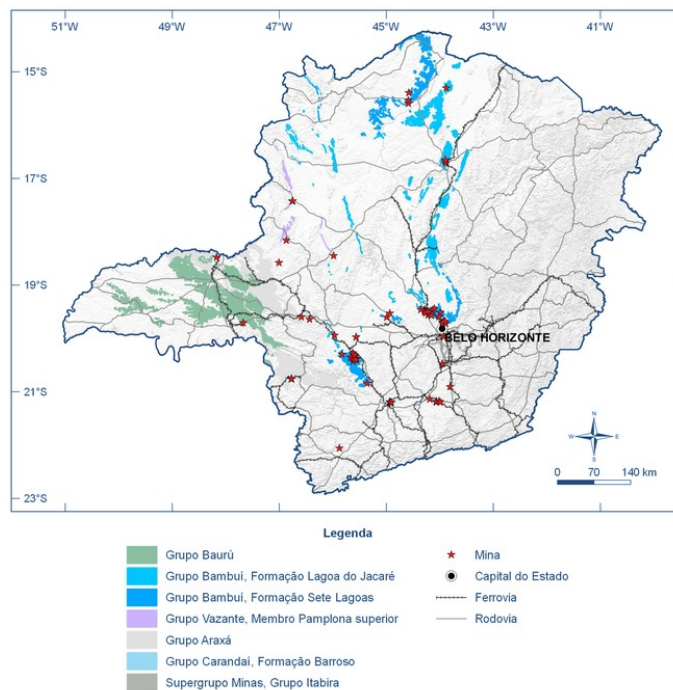 51°W 49°W 47°W 45°W 43°W 41°W
15°S
17°S
19°S
BELO HORIZONTE
21°S
N
W E
S
0 70 140 km
23°S
Legenda
Grupo Baurú
Mina
Grupo Bambuí, Formação Lagoa do Jacaré
Capital do Estado
Grupo Bambuí, Formação Sete Lagoas
Ferrovia
Grupo Vazante, Membro Pamplona superior
Rodovia
Grupo Araxá
Grupo Carandaí, Formação Barroso
Supergrupo Minas, Grupo Itabira